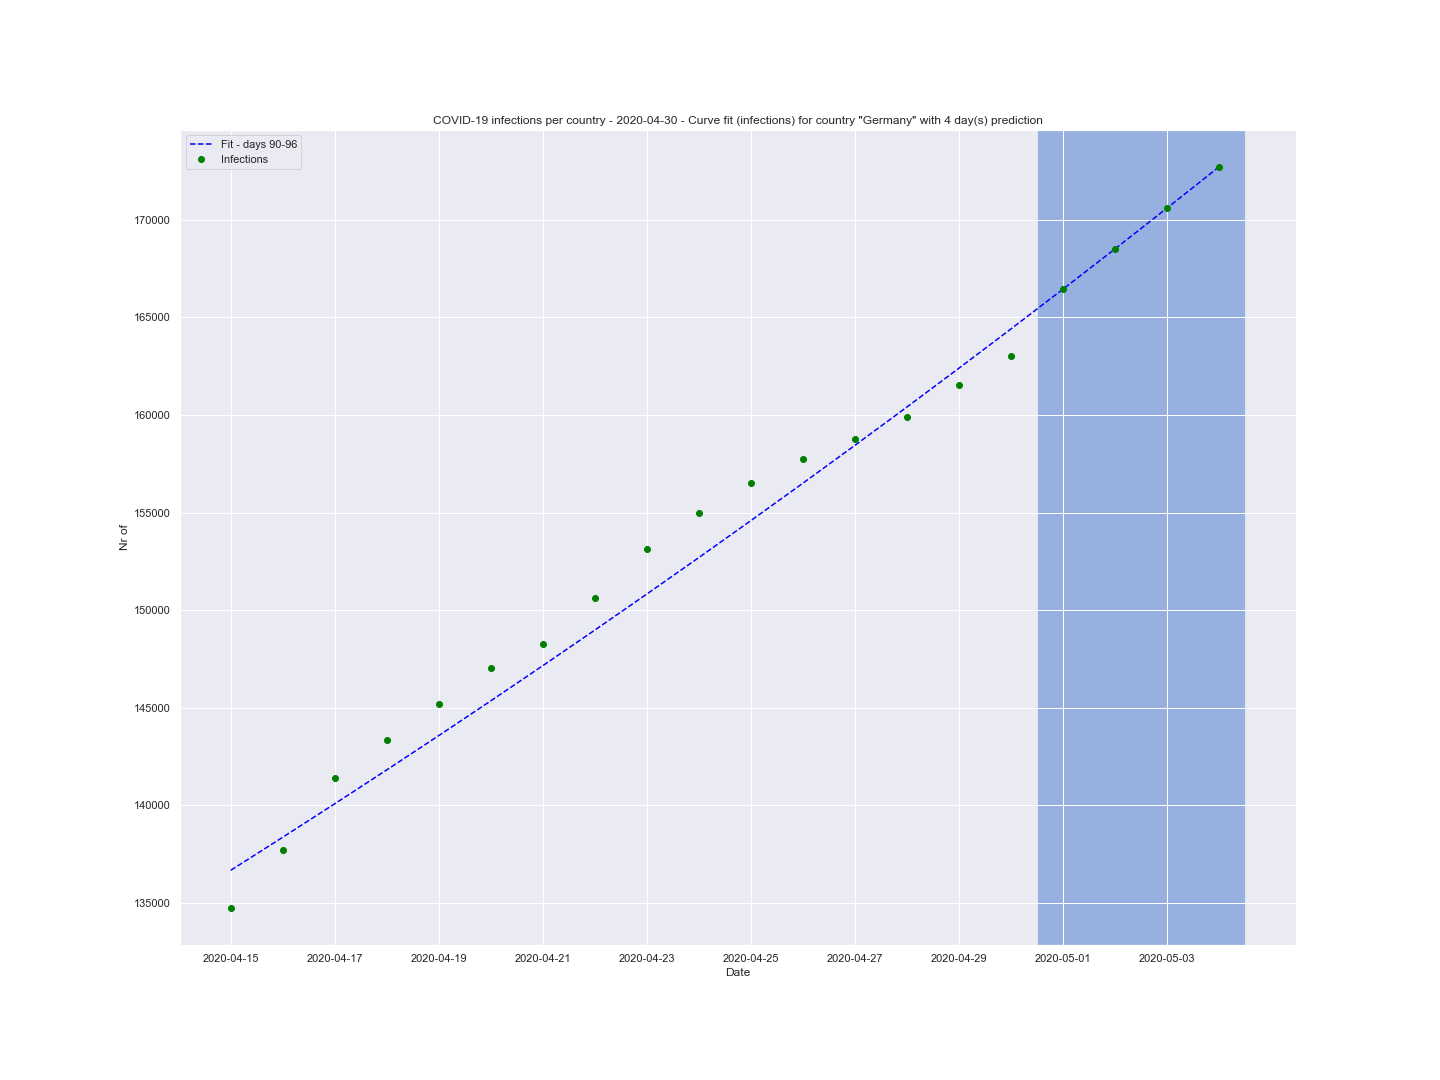 COVID-19 infections per country - 2020-04-30 - Curve fit (infections) for country "Germany" with 4 day(s) prediction
Fit - days 90-96
Infections
170000
165000
160000
155000
150000
145000
140000
135000
Nr of
2020-04-15 2020-04-17 2020-04-19 2020-04-21 2020-04-23 2020-04-25 2020-04-27 2020-04-29 2020-05-01 2020-05-03
Date